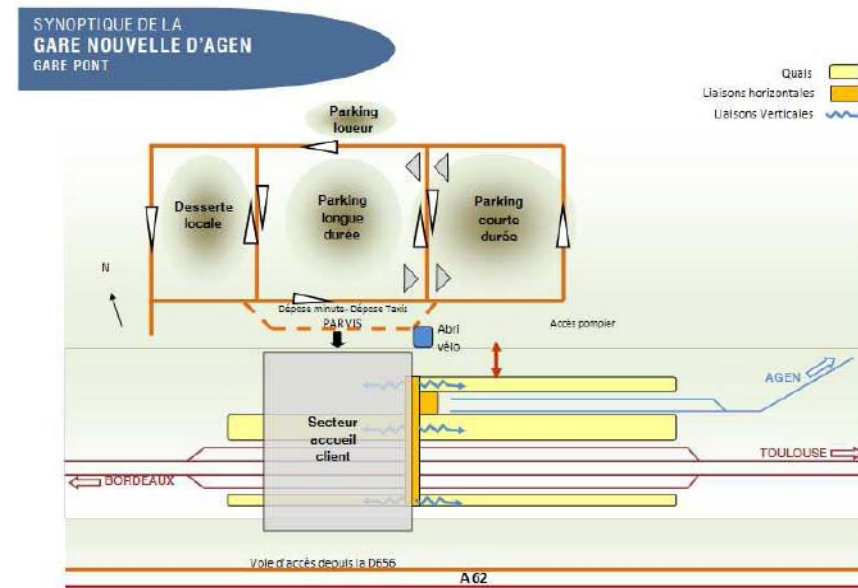 SYNOPTIQUE DE LA
GARE NOUVELLE D'AGEN
GARE PONT
Quais
Liaisons horizontales
Liaisons Verticales
Parking
loueur
Desserte
locale
Parking
longue
durée
Parking
courte
durée
N
Dépose minute- Dépose Taxis
PARVIS
Abri
vélo
Accès pompier
AGEN
Secteur
accueil
client
TOULOUSE
BORDEAUX
Voie d'accès depuis la D656
A 62